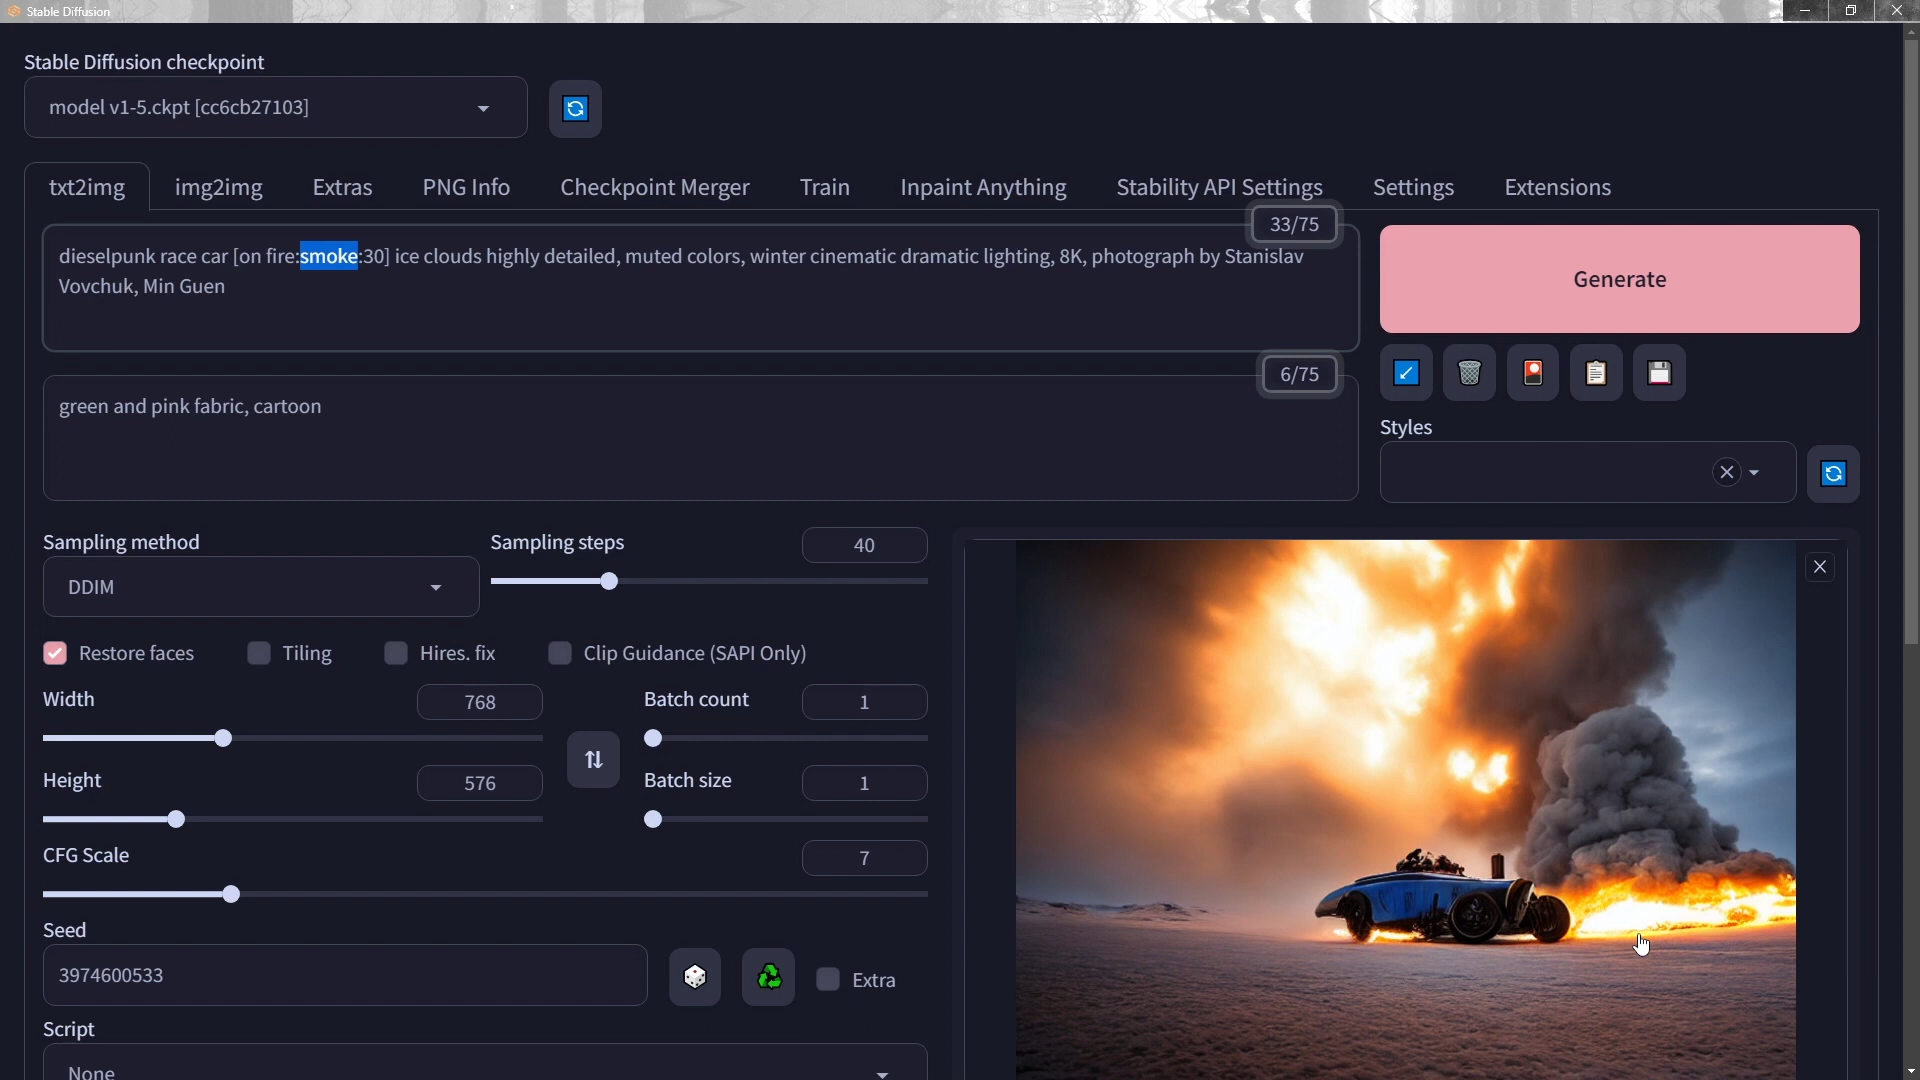 Stable Diffusion
Stable Diffusion checkpoint
model v1-5.ckpt [cc6cb27103]
txt2img img2img Extras PNG Info Checkpoint Merger Train Inpaint Anything Stability API Settings Settings Extensions
33/75
dieselpunk race car [on fire:smoke:30] ice clouds highly detailed, muted colors, winter cinematic dramatic lighting, 8K, photograph by Stanislav
Vovchuk, Min Guen
Generate
6/75
green and pink fabric, cartoon
Styles
Sampling method
DDIM
Sampling steps
40
Restore faces Tiling Hires. fix Clip Guidance (SAPI Only)
Width
768
Batch count
1
Height
576
Batch size
1
CFG Scale
7
Seed
3974600533
Extra
Script
None